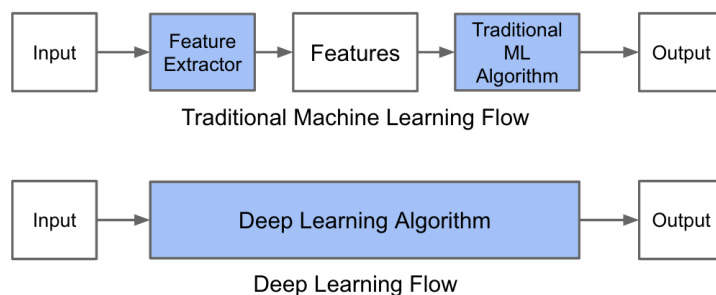 Input
Feature
Extractor
Features
Traditional
ML
Algorithm
Output
Traditional Machine Learning Flow
Input
Deep Learning Algorithm
Output
Deep Learning Flow